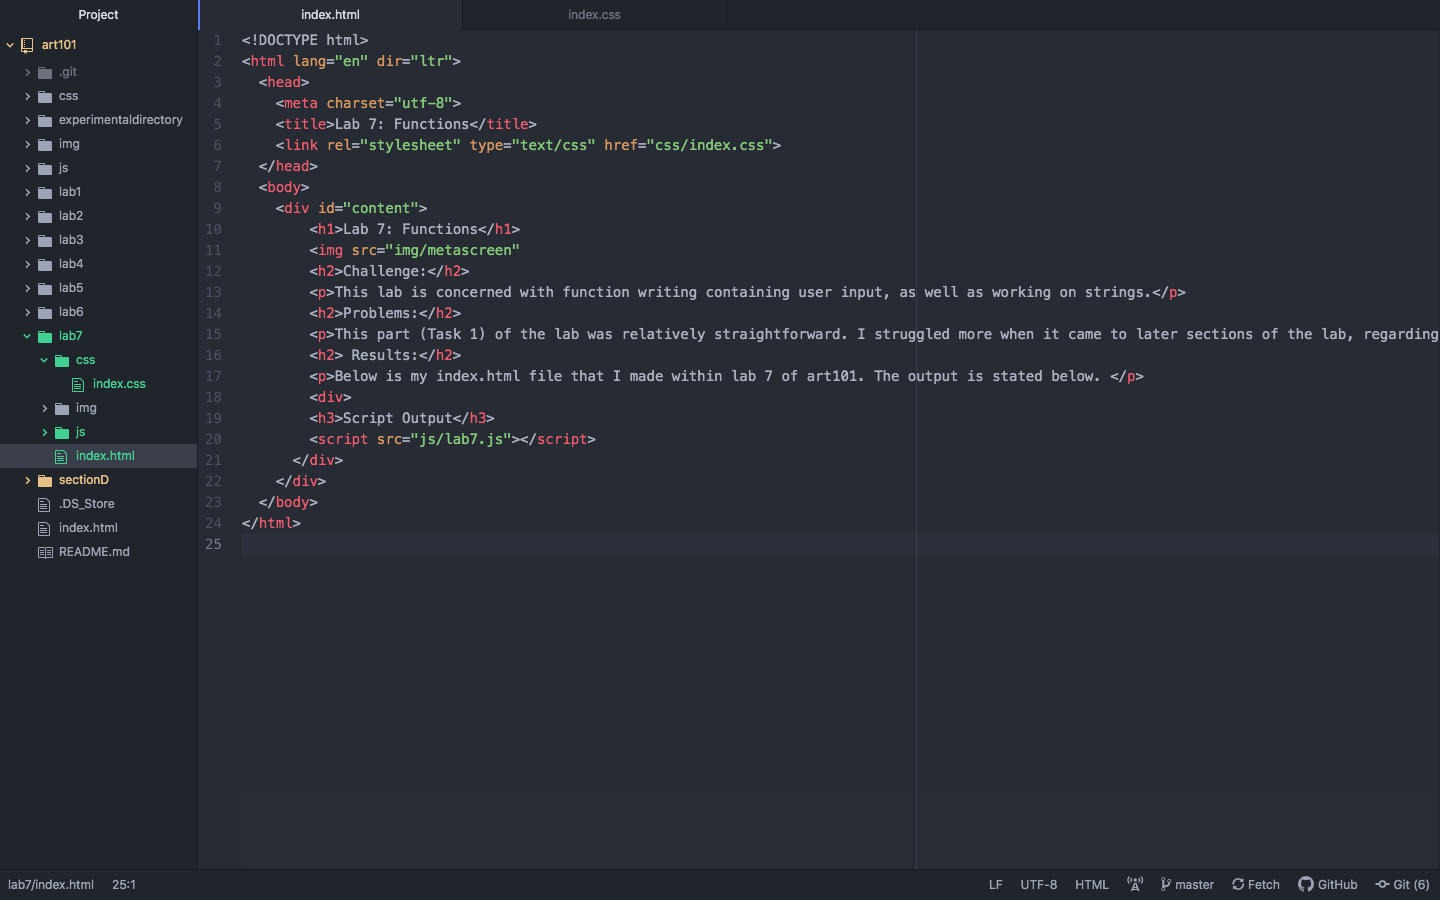 Project
art101
.git
css
experimentaldirectory
img
js
lab1
lab2
lab3
lab4
lab5
lab6
lab7
css
index.css
img
js
index.html
sectionD
.DS_Store
index.html
README.md
index.html
index.css
1 <!DOCTYPE html>
2 <html lang="en" dir="ltr">
3 <head>
4 <meta charset="utf-8">
5 <title>Lab 7: Functions</title>
6 <link rel="stylesheet" type="text/css" href="css/index.css">
7 </head>
8 <body>
9 <div id="content">
10 <h1>Lab 7: Functions</h1>
11 <img src="img/metascreen"
12 <h2>Challenge:</h2>
13 <p>This lab is concerned with function writing containing user input, as well as working on strings.</p>
14 <h2>Problems:</h2>
15 <p>This part (Task 1) of the lab was relatively straightforward. I struggled more when it came to later sections of the lab, regarding
16 <h2> Results:</h2>
17 <p>Below is my index.html file that I made within lab 7 of art101. The output is stated below. </p>
18 <div>
19 <h3>Script Output</h3>
20 <script src="js/lab7.js"></script>
21 </div>
22 </div>
23 </body>
24 </html>
25
lab7/index.html 25:1
LF UTF-8 HTML master Fetch GitHub Git (6)